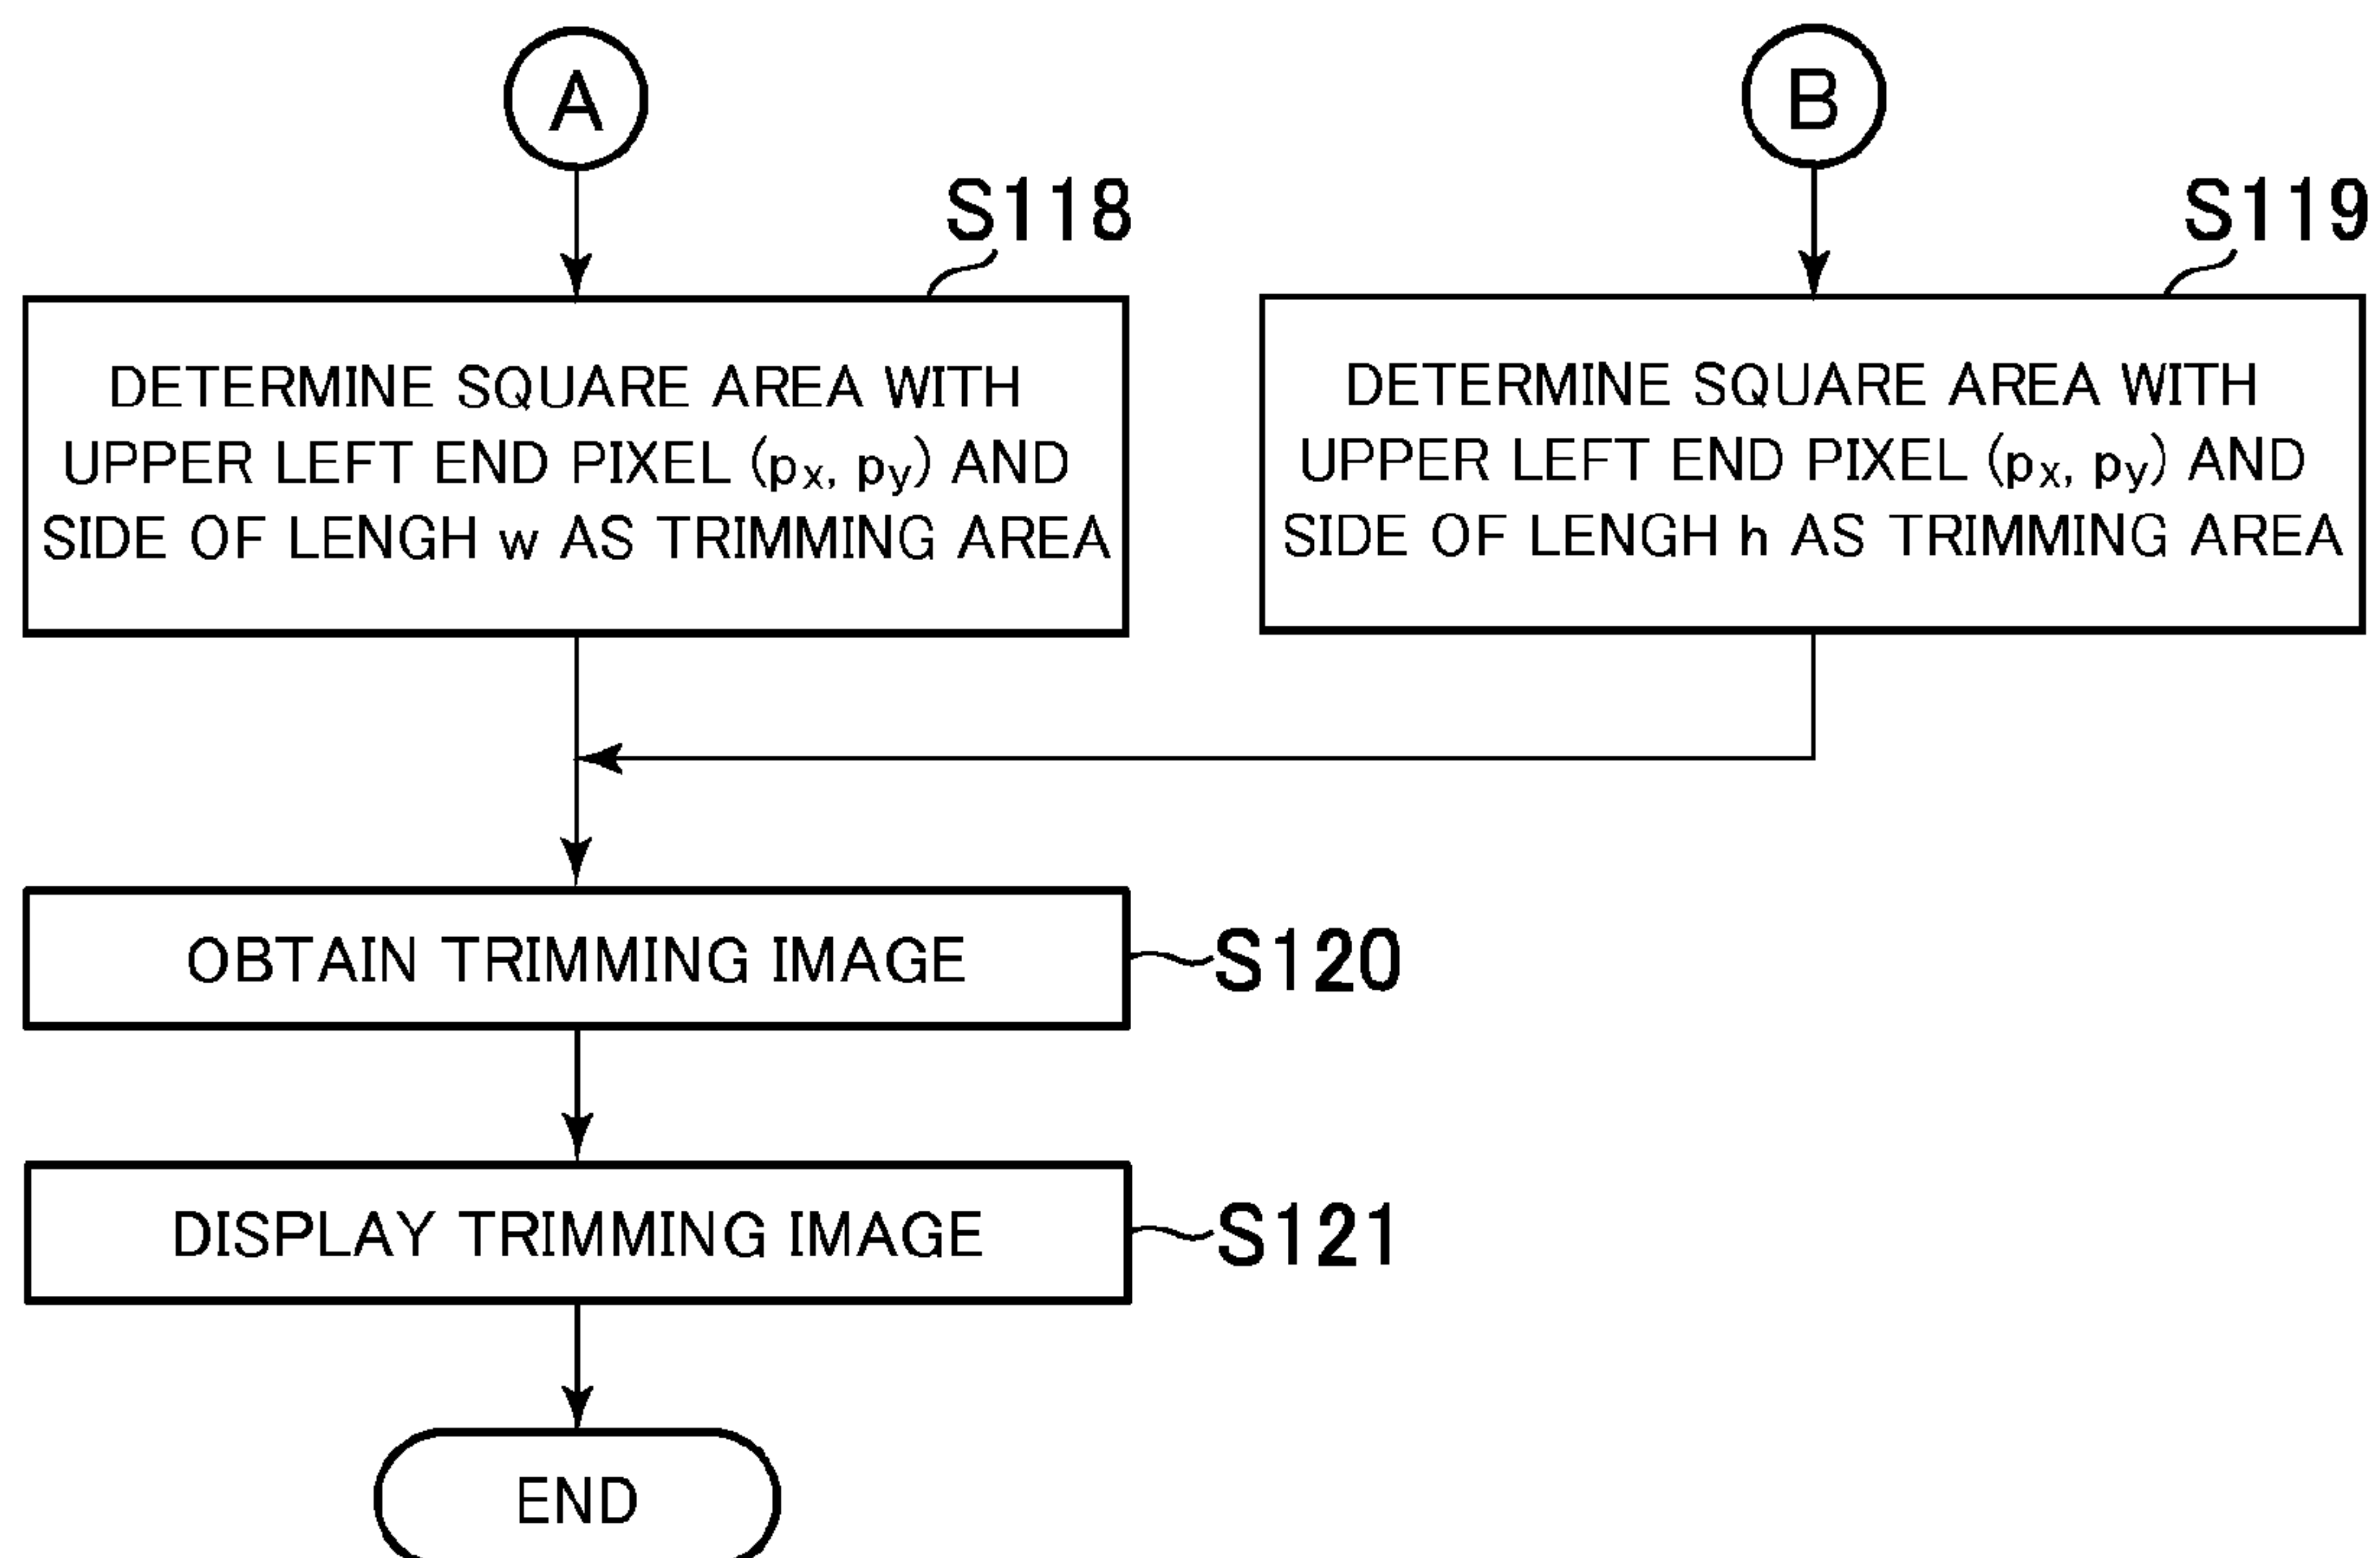 A
B
S118
S119
DETERMINE SQUARE AREA WITH
UPPER LEFT END PIXEL (px, py) AND
SIDE OF LENGH w AS TRIMMING AREA
DETERMINE SQUARE AREA WITH
UPPER LEFT END PIXEL (px, py) AND
SIDE OF LENGH h AS TRIMMING AREA
OBTAIN TRIMMING IMAGE
S120
DISPLAY TRIMMING IMAGE
S121
END